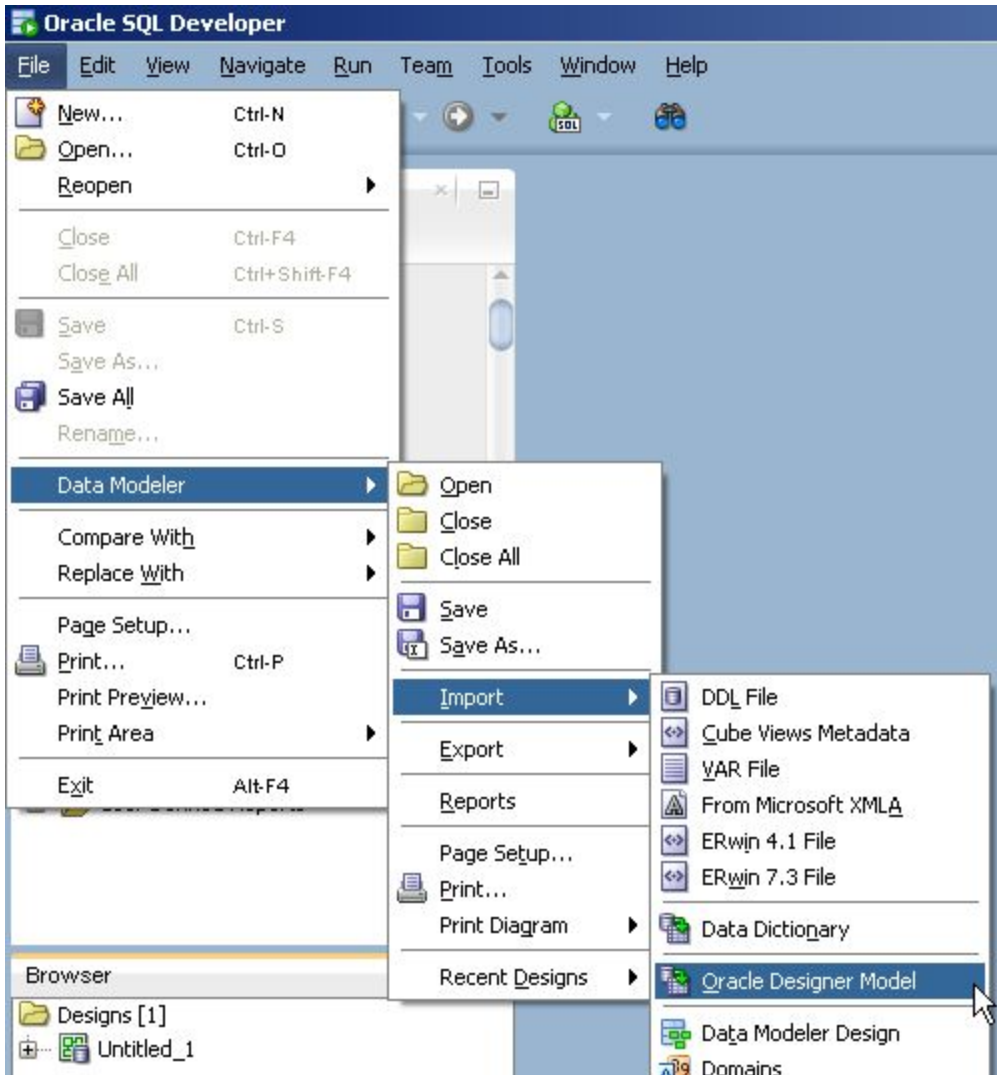 Oracle SQL Developer
File Edit View Navigate Run Team Tools Window Help
New... Ctrl-N
Open... Ctrl-O
Reopen
Close Ctrl-F4
Close All Ctrl+Shift-F4
Save Ctrl-S
Save As...
Save All
Rename...
Data Modeler
Compare With
Replace With
Page Setup...
Print... Ctrl-P
Print Preview...
Print Area
Exit Alt-F4
Open
Close
Close All
Save
Save As...
Import
Export
Reports
Page Setup...
Print...
Print Diagram
Recent Designs
DDL File
Cube Views Metadata
VAR File
From Microsoft XMLA
ERwin 4.1 File
ERwin 7.3 File
Data Dictionary
Oracle Designer Model
Data Modeler Design
Domains
SQL
Browser
Designs [1]
Untitled_1